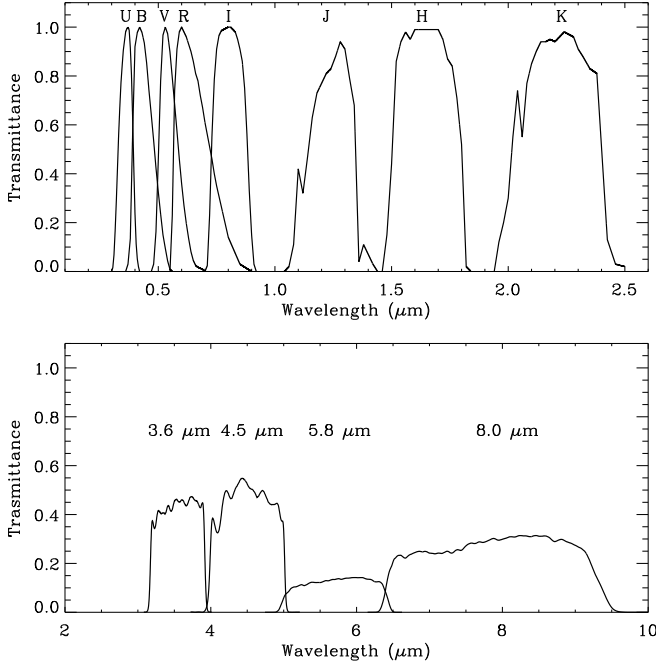 U B V R I J H K
1.0
0.8
0.6
0.4
0.2
0.0
Transmittance
0.5 1.0 1.5 2.0 2.5
Wavelength (μm)
1.0
0.8
0.6
0.4
0.2
0.0
Trasmittance
3.6 μm 4.5 μm 5.8 μm 8.0 μm
2 4 6 8 10
Wavelength (μm)